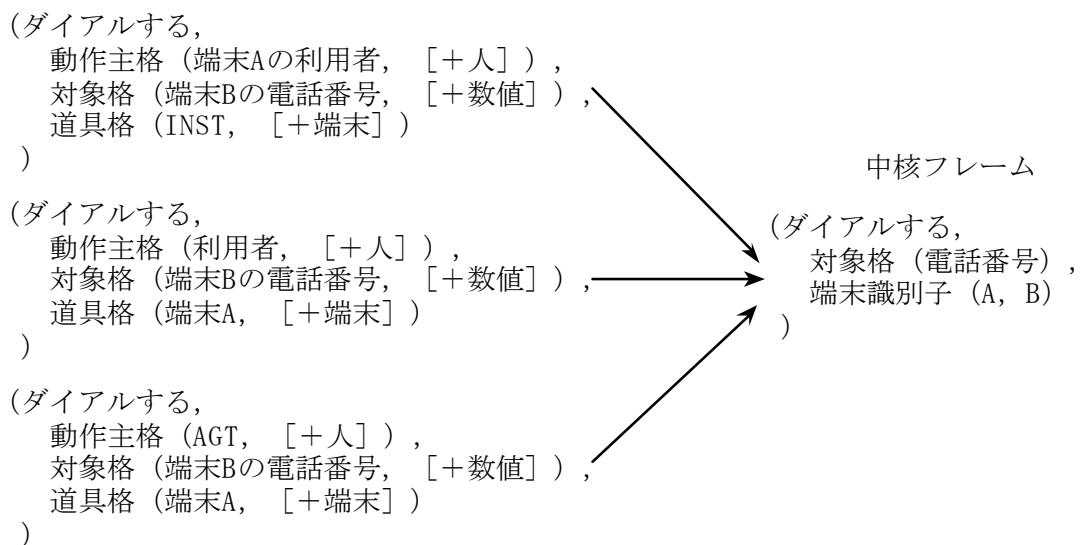 (ダイアルする,
動作主格（端末Aの利用者, ［＋人］）,
対象格（端末Bの電話番号, ［＋数値］）,
道具格（INST, ［＋端末］）
)
(ダイアルする,
動作主格（利用者, ［＋人］）,
対象格（端末Bの電話番号, ［＋数値］）,
道具格（端末A, ［＋端末］）
)
(ダイアルする,
動作主格（AGT, ［＋人］）,
対象格（端末Bの電話番号, ［＋数値］）,
道具格（端末A, ［＋端末］）
)
中核フレーム
(ダイアルする,
対象格（電話番号）,
端末識別子（A, B）
)